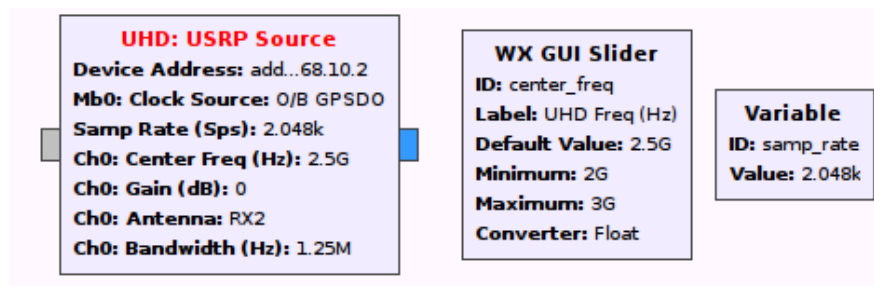 UHD: USRP Source
Device Address: add...68.10.2
Mb0: Clock Source: O/B GPSDO
Samp Rate (Sps): 2.048k
Ch0: Center Freq (Hz): 2.5G
Ch0: Gain (dB): 0
Ch0: Antenna: RX2
Ch0: Bandwidth (Hz): 1.25M
WX GUI Slider
ID: center_freq
Label: UHD Freq (Hz)
Default Value: 2.5G
Minimum: 2G
Maximum: 3G
Converter: Float
Variable
ID: samp_rate
Value: 2.048k